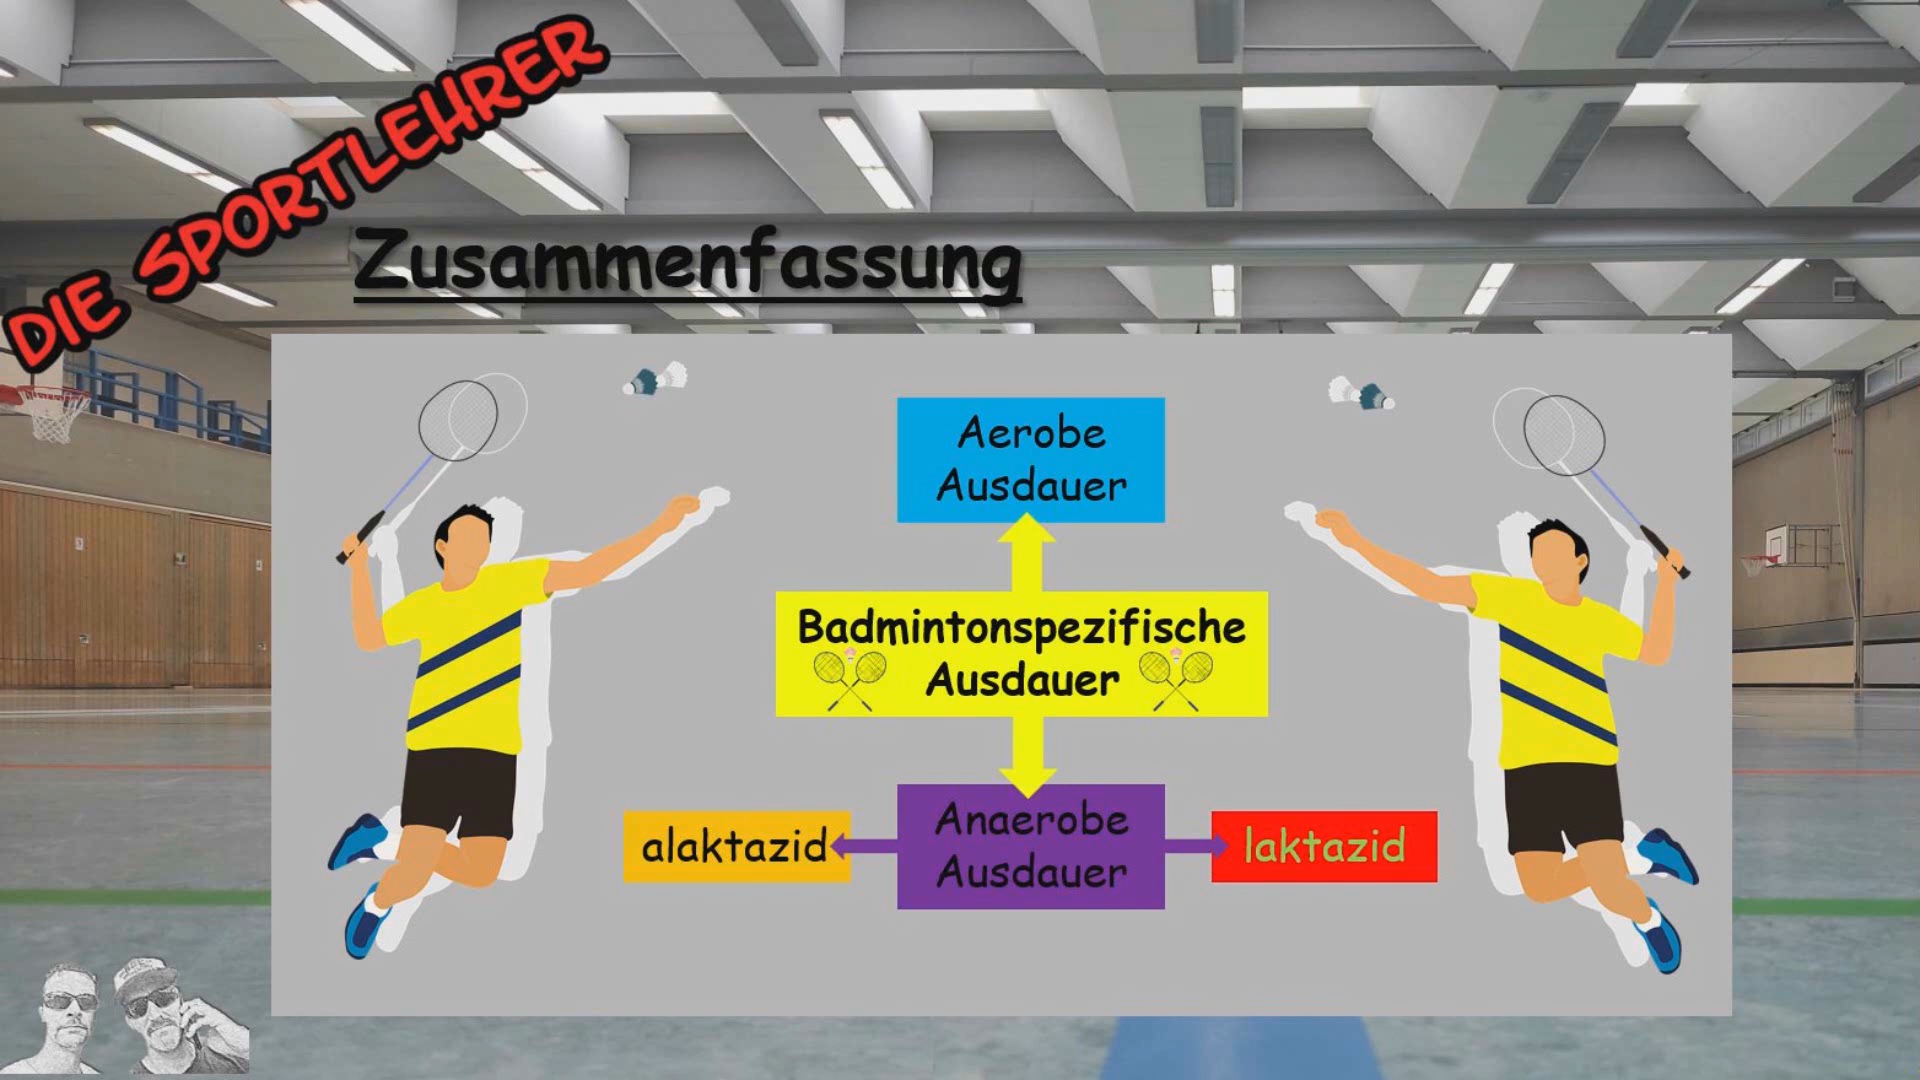 DIE SPORTLEHRER
Zusammenfassung
Aerobe
Ausdauer
Badmintonspezifische
Ausdauer
alaktazid
Anaerobe
Ausdauer
laktazid